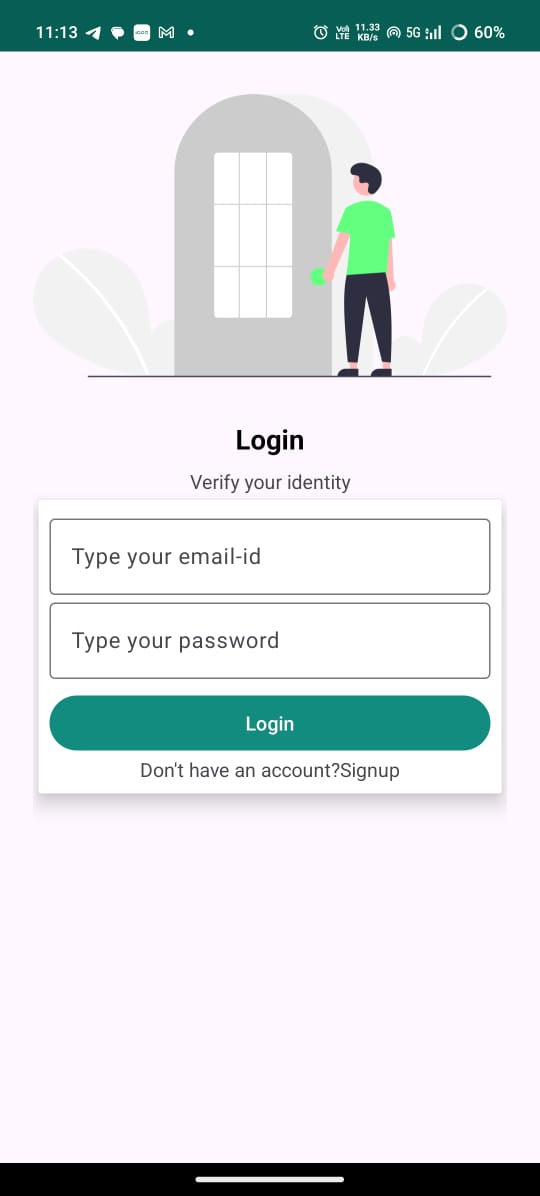 11:13 Vo) LTE 11.33 KB/s 5G 60%
Login
Verify your identity
Type your email-id
Type your password
Login
Don't have an account?Signup